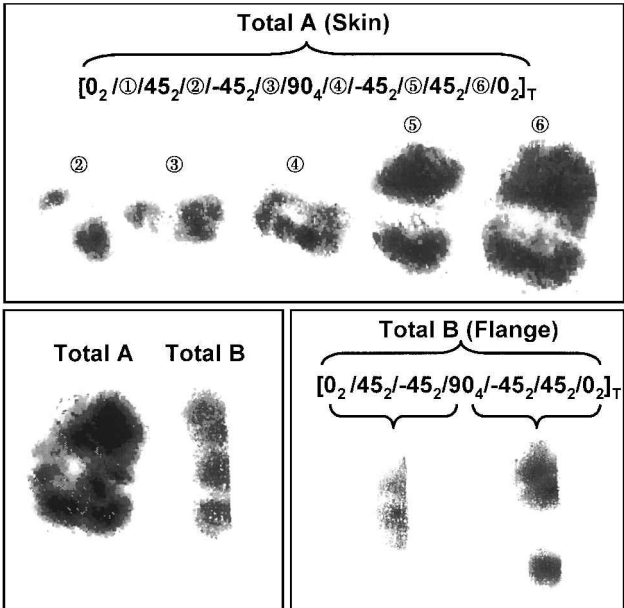 Total A (Skin)
[0₂/①/45₂/②/-45₂/③/90₄/④/-45₂/⑤/45₂/⑥/0₂]T
⑤ ⑥
② ③ ④
Total A Total B
Total B (Flange)
[0₂/45₂/-45₂/90₄/-45₂/45₂/0₂]T